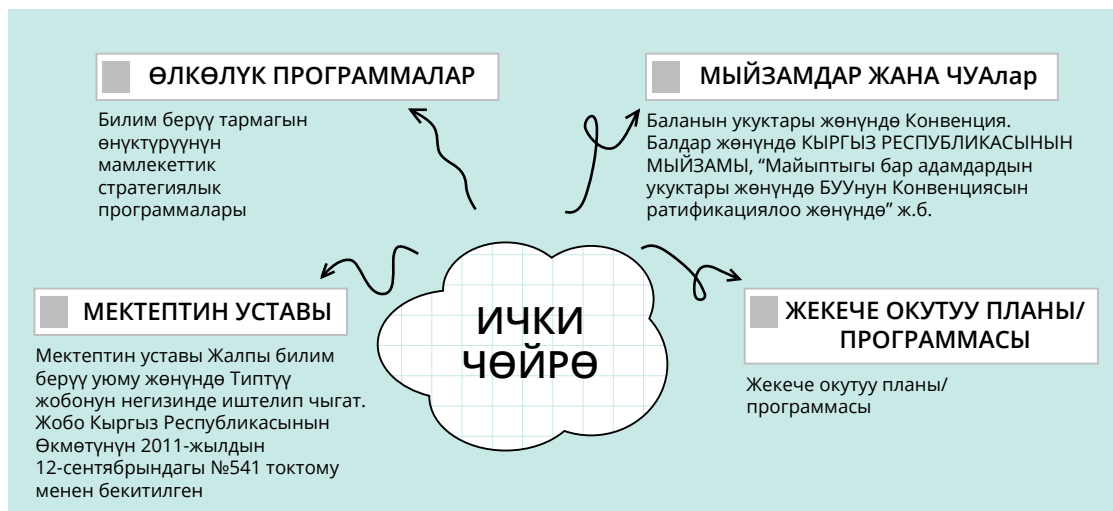 ӨЛКӨЛҮК ПРОГРАММАЛАР
Билим берүү тармагын
өнүктүрүүнүн
мамлекеттик
стратегиялык
программалары
МЫЙЗАМДАР ЖАНА ЧУАлар
Баланын укуктары жөнүндө Конвенция.
Балдар жөнүндө КЫРГЫЗ РЕСПУБЛИКАСЫНЫН
МЫЙЗАМЫ, “Майыптыгы бар адамдардын
укуктары жөнүндө БУУнун Конвенциясын
ратификациялоо жөнүндө” ж.б.
МЕКТЕПТИН УСТАВЫ
Мектептин уставы Жалпы билим
берүү уюму жөнүндө Типтүү
жобонун негизинде иштелип чыгат.
Жобо Кыргыз Республикасынын
Өкмөтүнүн 2011-жылдын
12-сентябрындагы №541 токтому
менен бекитилген
ИЧКИ
ЧӨЙРӨ
ЖЕКЕЧЕ ОКУТУУ ПЛАНЫ/
ПРОГРАММАСЫ
Жекече окутуу планы/
программасы